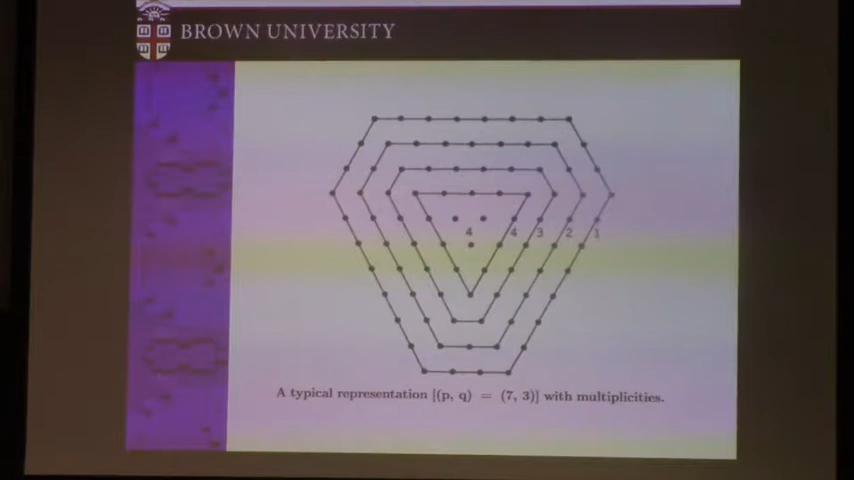 BROWN UNIVERSITY
4 4 3 2 1
A typical representation [(p, q) = (7, 3)] with multiplicities.